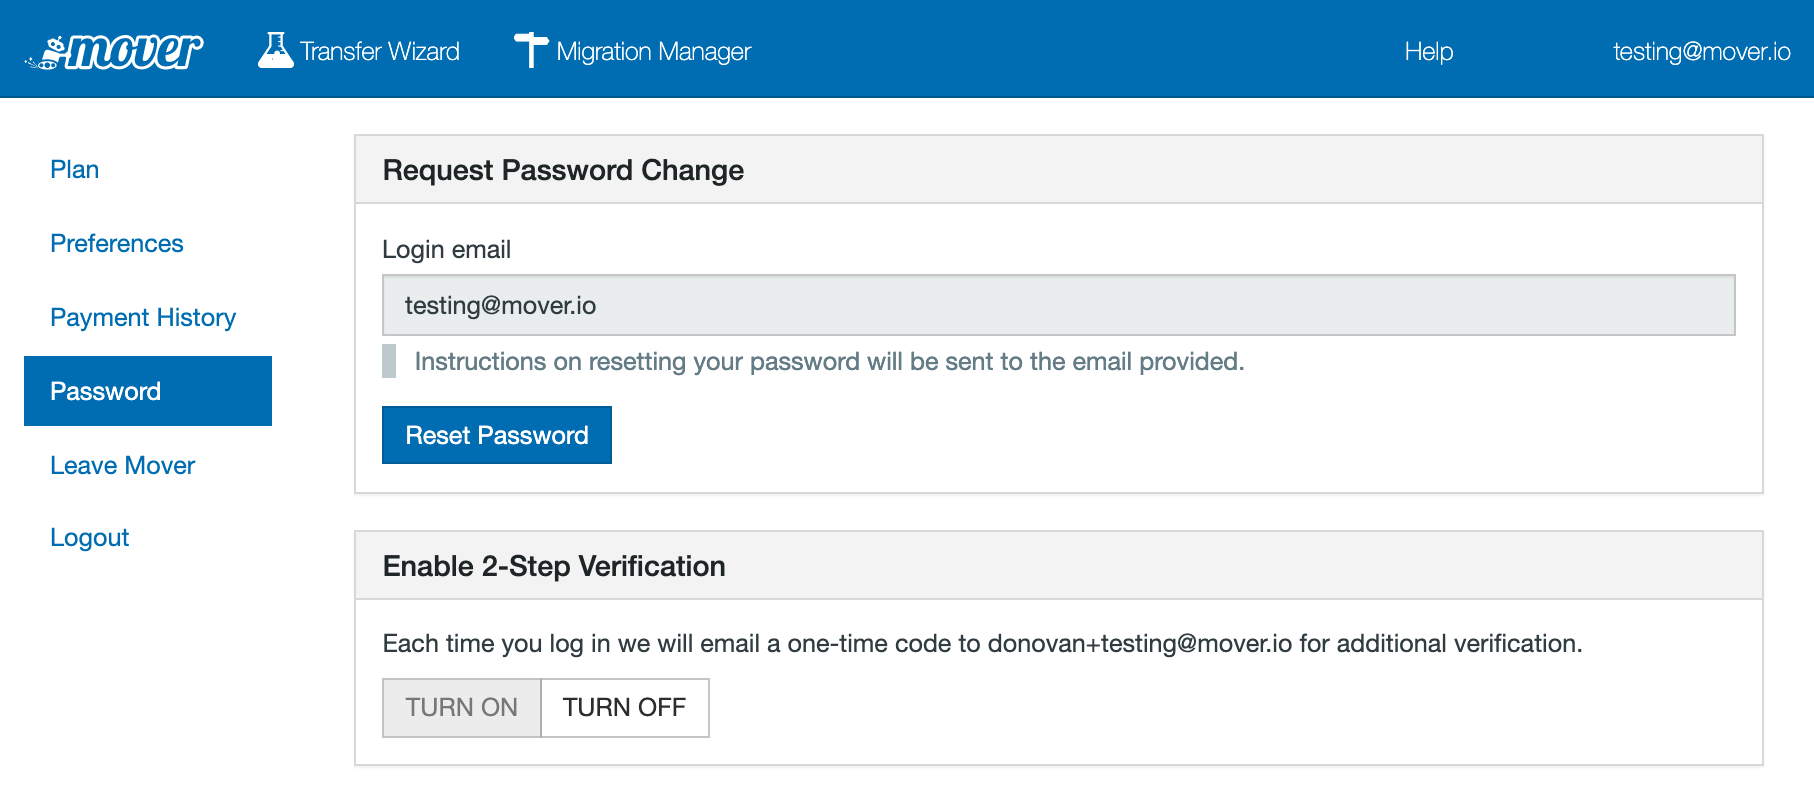 mover Transfer Wizard Migration Manager Help testing@mover.io
Plan
Preferences
Payment History
Password
Leave Mover
Logout
Request Password Change
Login email
testing@mover.io
Instructions on resetting your password will be sent to the email provided.
Reset Password
Enable 2-Step Verification
Each time you log in we will email a one-time code to donovan+testing@mover.io for additional verification.
TURN ON TURN OFF